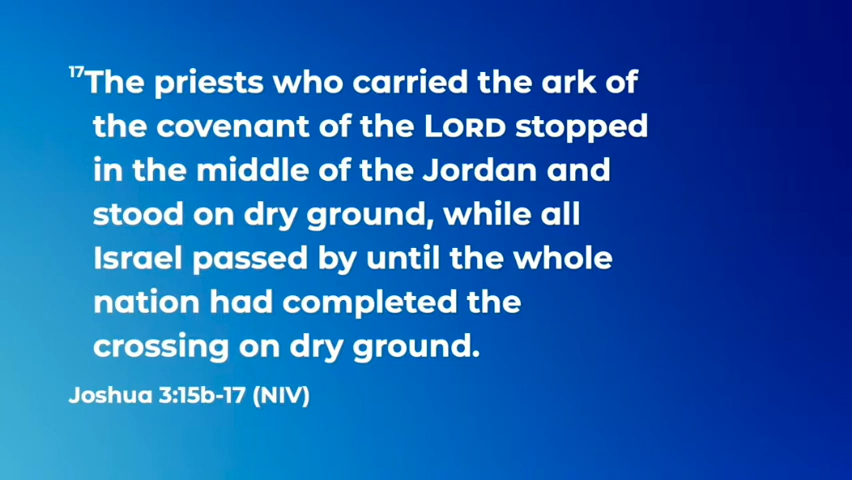 17The priests who carried the ark of
the covenant of the LORD stopped
in the middle of the Jordan and
stood on dry ground, while all
Israel passed by until the whole
nation had completed the
crossing on dry ground.
Joshua 3:15b-17 (NIV)